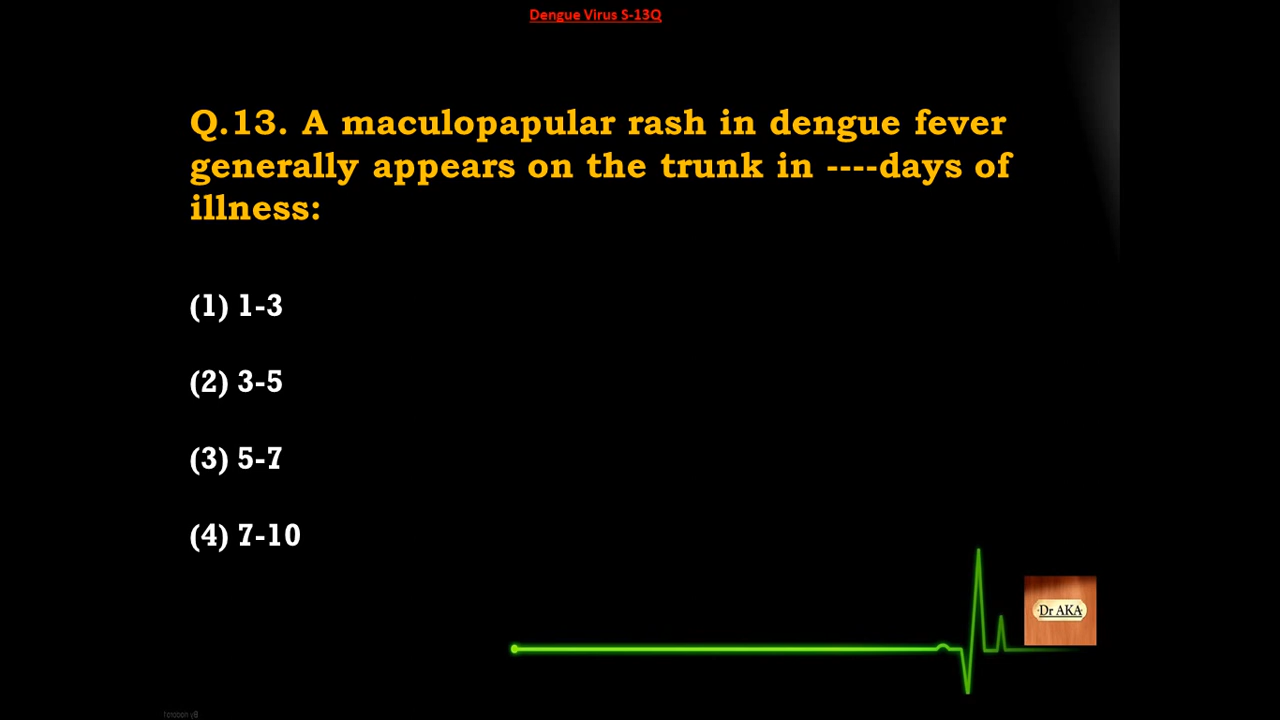 Dengue Virus S-13Q
Q.13. A maculopapular rash in dengue fever
generally appears on the trunk in ----days of
illness:
(1) 1-3
(2) 3-5
(3) 5-7
(4) 7-10
Dr AKA